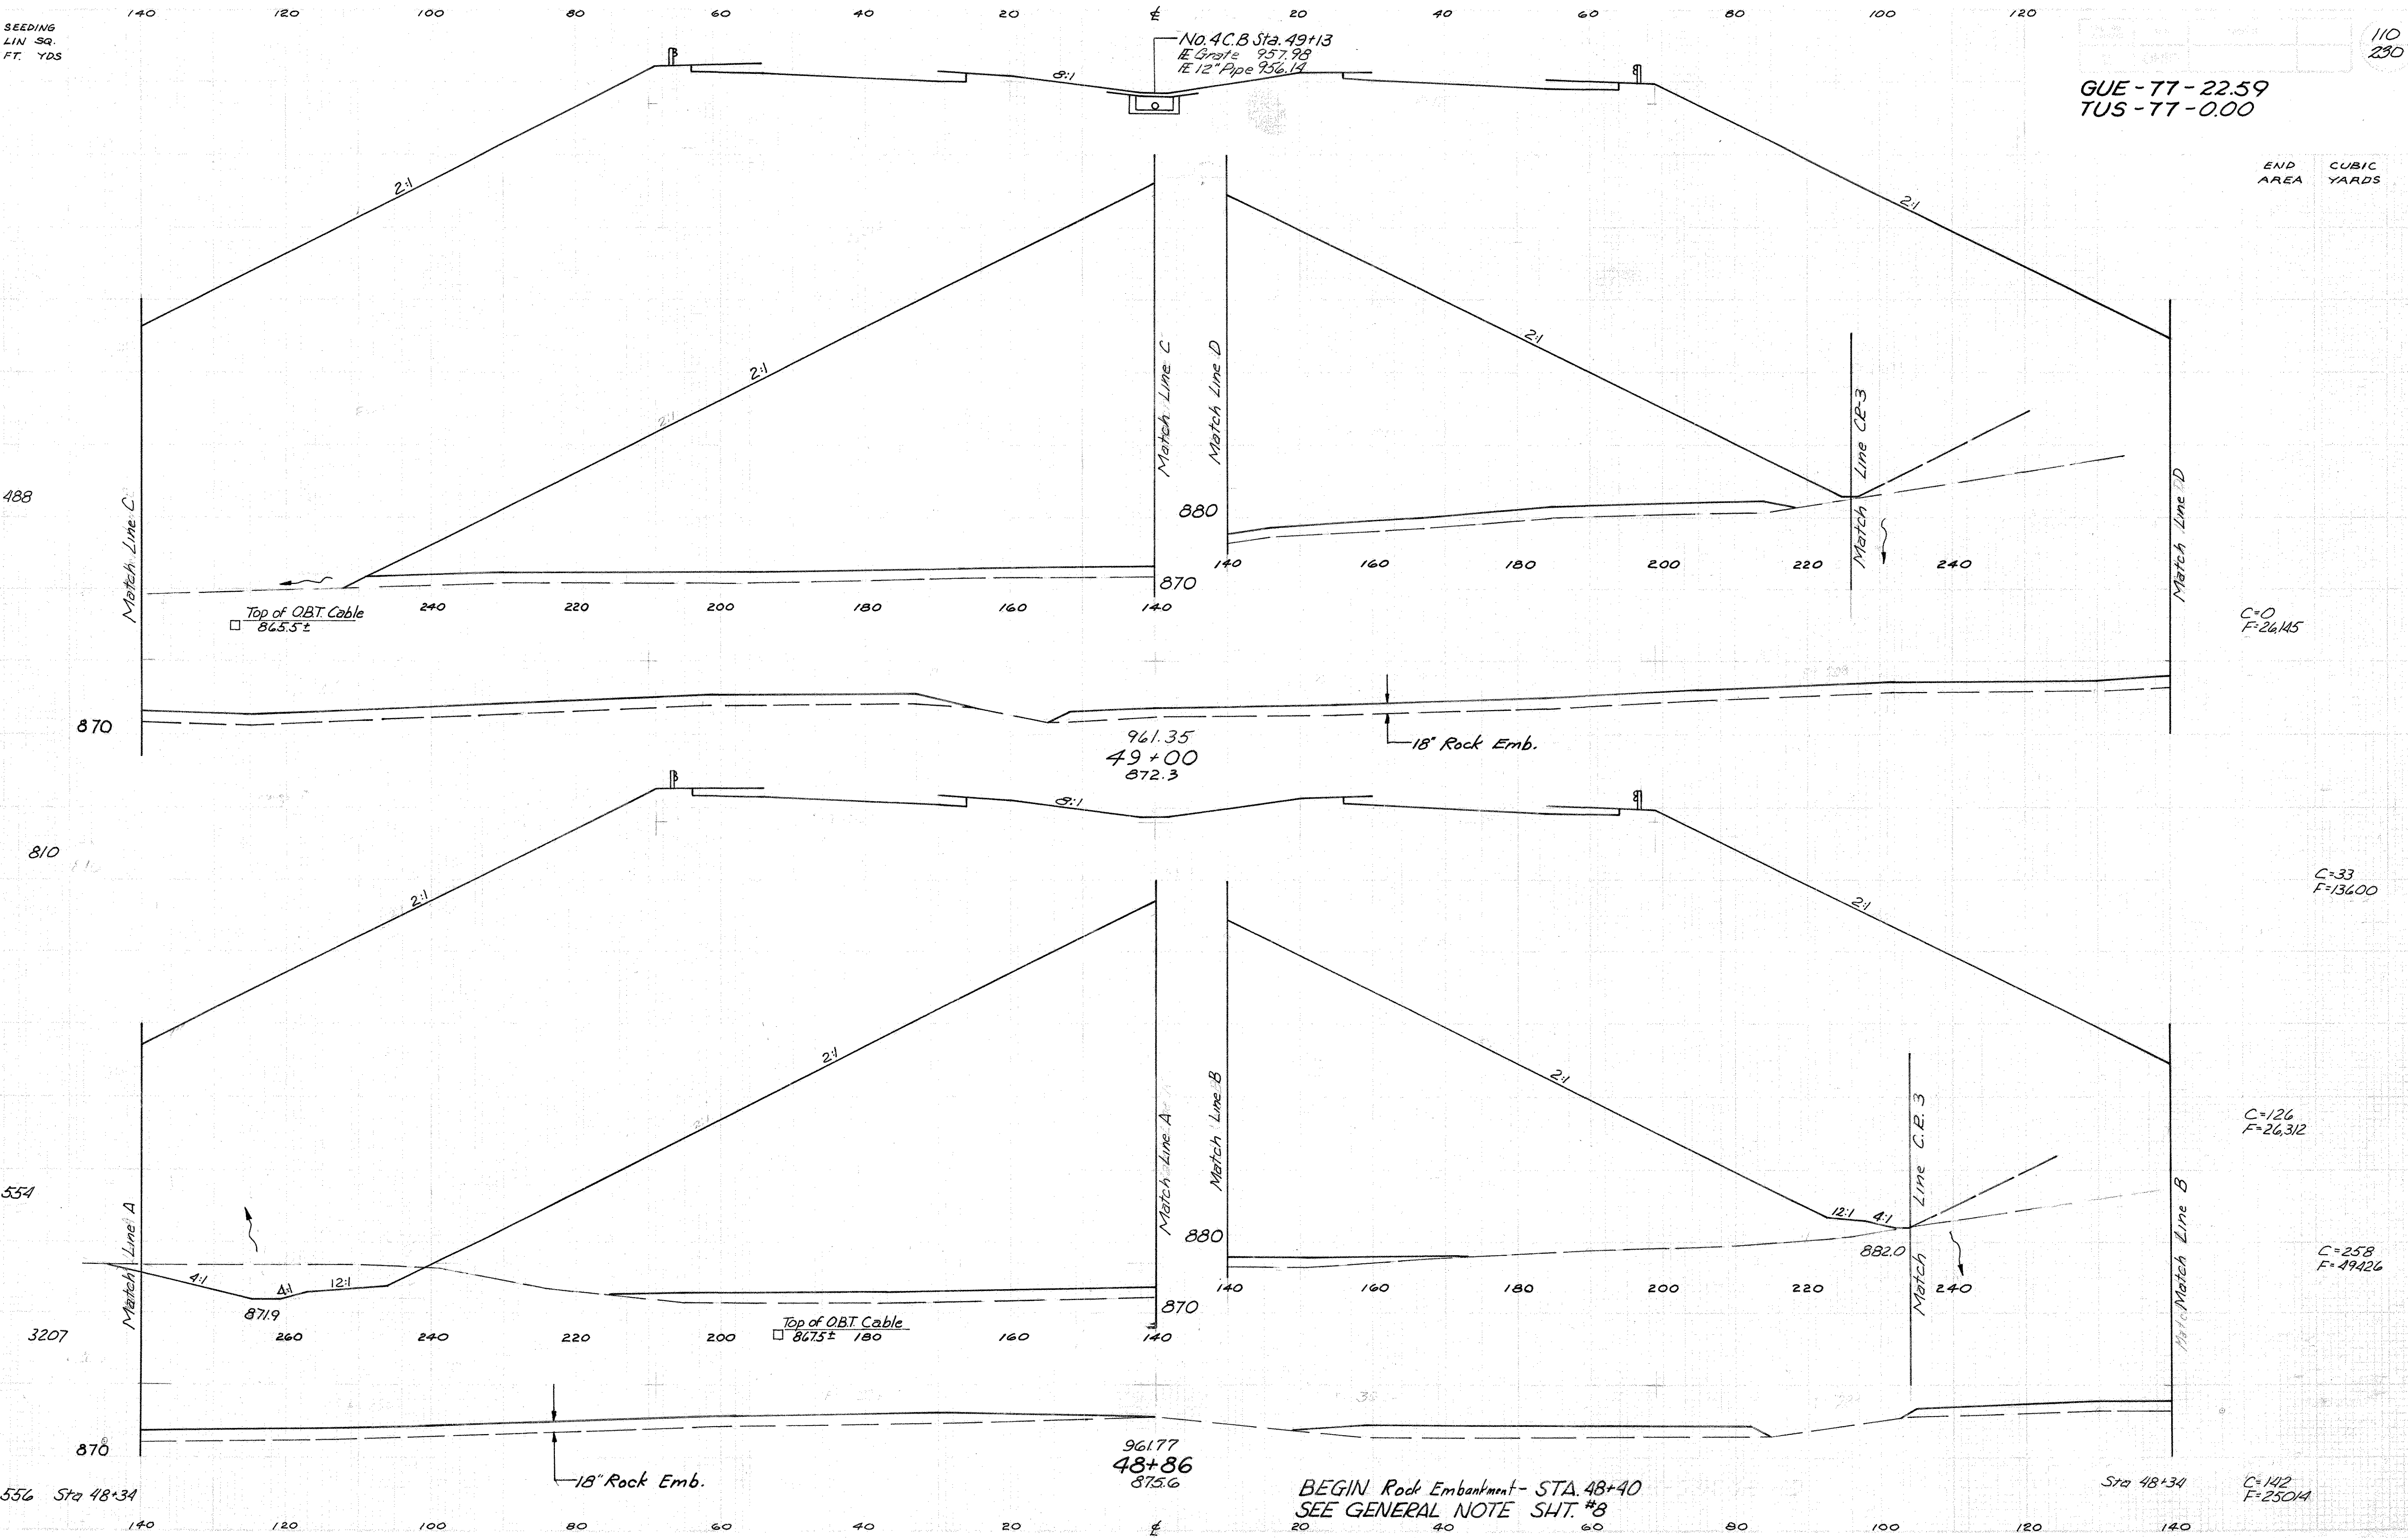 140 120 100 80 60 40 20 ℄ 20 40 60 80 100 120
SEEDING
LIN SQ.
FT. YDS
110
230
No. 4 C.B Sta. 49+13
Grate 957.98
12" Pipe 956.14
GUE - 77 - 22.59
TUS - 77 - 0.00
END CUBIC
AREA YARDS
8:1
2:1
2:1
2:1
2:1
2:1
Match Line C
Match Line C
Match Line D
Match Line CR-3
Match Line D
488
880
870
140 160 180 200 220 240
240 220 200 180 160 140
Top of O.B.T. Cable
865.5±
C=0
F=26,145
870
961.35
49+00
872.3
18" Rock Emb.
8:1
810
C=33
F=13600
2:1
2:1
2:1
2:1
Match Line A
Match Line A
Match Line B
Match Line C.R. 3
Match Line B
C=126
F=26,312
554
880
12:1 4:1
882.0
4:1
4:1
12:1
871.9
C=258
F=49426
870
140 160 180 200 220 240
Top of O.B.T. Cable
867.5±
3207
260 240 220 200 180 160 140
870
961.77
48+86
875.6
18" Rock Emb.
BEGIN Rock Embankment - STA. 48+40
SEE GENERAL NOTE SHT. #8
556 Sta 48+34
Sta 48+34
C=142
F=25014
140 120 100 80 60 40 20 ℄ 20 40 60 80 100 120 140